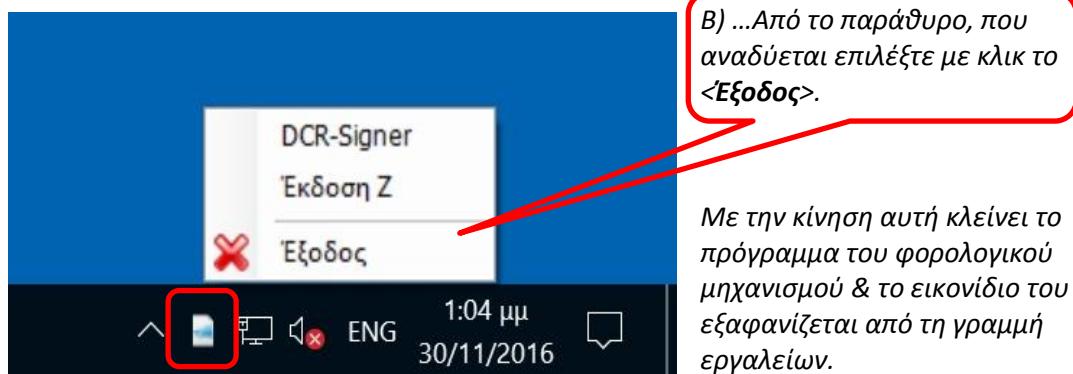 Β) …Από το παράθυρο, που
αναδύεται επιλέξτε με κλικ το
<Έξοδος>.
DCR-Signer
Έκδοση Ζ
Έξοδος
Με την κίνηση αυτή κλείνει το
πρόγραμμα του φορολογικού
μηχανισμού & το εικονίδιο του
εξαφανίζεται από τη γραμμή
εργαλείων.
ENG
1:04 μμ
30/11/2016